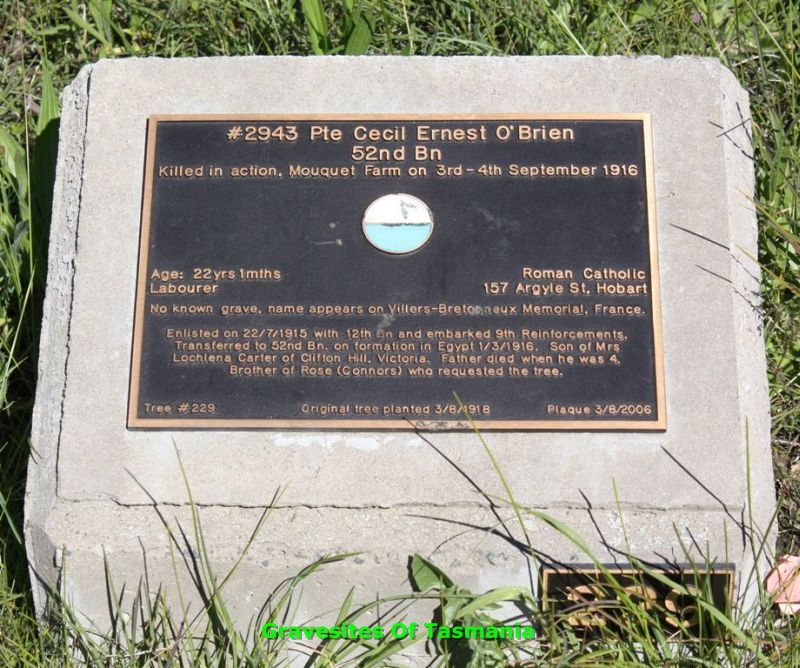 #2943 Pte Cecil Ernest O'Brien
52nd Bn
Killed in action, Mouquet Farm on 3rd-4th September 1916
Age: 22yrs 1mths
Roman Catholic
Labourer
157 Argyle St, Hobart
No known grave, name appears on Villers-Bretonneux Memorial, France.
Enlisted on 22/7/1915 with 12th Bn and embarked 9th Reinforcements.
Transferred to 52nd Bn. on formation in Egypt 1/3/1916. Son of Mrs
Lochlena Carter of Clifton Hill, Victoria. Father died when he was 4.
Brother of Rose (Connors) who requested the tree.
Tree #229 Original tree planted 3/8/1918 Plaque 3/8/2006
Gravesites Of Tasmania